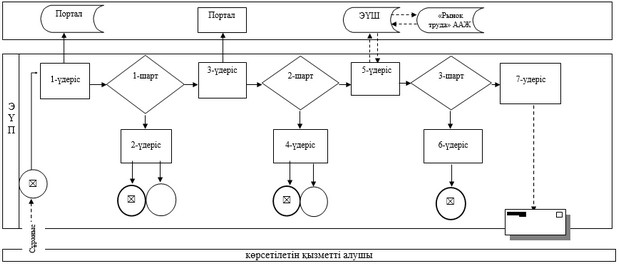 Портал
Портал
ЭҮШ
«Рынок
труда» ААЖ
Э
Ү
П
1-үдеріс
1-шарт
3-үдеріс
2-шарт
5-үдеріс
3-шарт
7-үдеріс
2-үдеріс
4-үдеріс
6-үдеріс
Сұраныс
көрсетілетін қызметті алушы